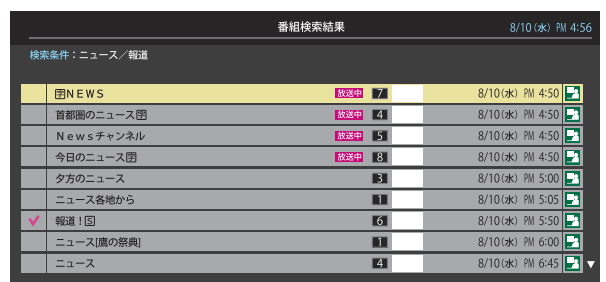 番組検索結果 8/10(水) PM 4:56
検索条件：ニュース／報道
🈑ＮＥＷＳ 放送中 7 8/10(水) PM 4:50
首都圏のニュース🈑 放送中 4 8/10(水) PM 4:50
Ｎｅｗｓチャンネル 放送中 5 8/10(水) PM 4:50
今日のニュース🈑 放送中 8 8/10(水) PM 4:50
夕方のニュース 3 8/10(水) PM 5:00
ニュース各地から 1 8/10(水) PM 5:05
報道！🅂 6 8/10(水) PM 5:50
ニュース[鷹の祭典] 1 8/10(水) PM 6:00
ニュース 4 8/10(水) PM 6:45 ▼